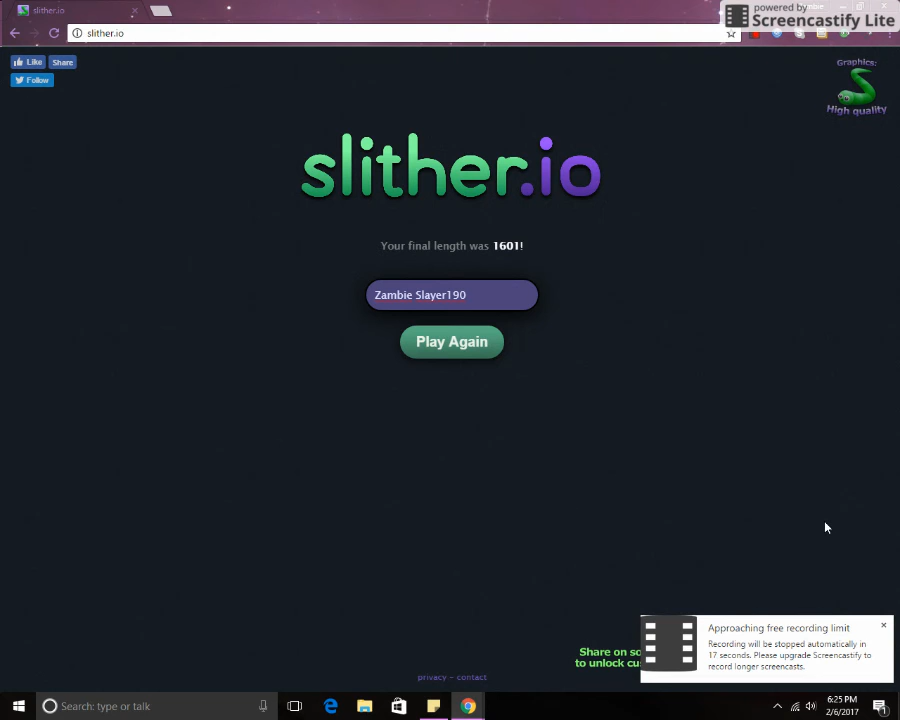 powered by
Screencastify Lite
slither.io
slither.io
Like
Share
Follow
Graphics:
High quality
slither.io
Your final length was 1601!
Zambie Slayer190
Play Again
Approaching free recording limit
Recording will be stopped automatically in
17 seconds. Please upgrade Screencastify to
record longer screencasts.
Share on
to unlock
privacy - contact
Search: type or talk
6:25 PM
2/6/2017
1